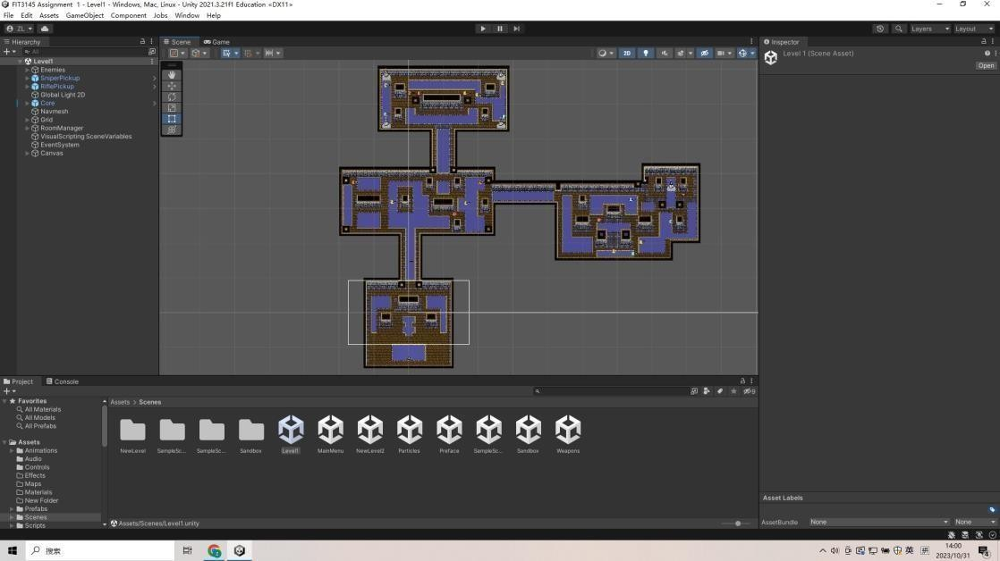 FIT3145 Assignment 1 - Level1 - Windows, Mac, Linux - Unity 2021.3.21f1 Education <DX11>
File Edit Assets GameObject Component Jobs Window Help
ZL
Layers Layout
Hierarchy
Scene Game
Inspector
All
2D
Level 1 (Scene Asset)
Open
Level1
Enemies
SniperPickup
RiflePickup
Global Light 2D
Core
Navmesh
Grid
RoomManager
VisualScripting SceneVariables
EventSystem
Canvas
Project Console
9
Favorites
All Materials
All Models
All Prefabs
Assets
Animations
Audio
Controls
Effects
Maps
Materials
New Folder
Prefabs
Scenes
Scripts
Assets > Scenes
NewLevel SampleSc... SampleSc... Sandbox Level1 MainMenu NewLevel2 Particles Preface SampleSc... Sandbox Weapons
Assets/Scenes/Level1.unity
Asset Labels
AssetBundle None None
搜索
英
14:00
2023/10/31
4